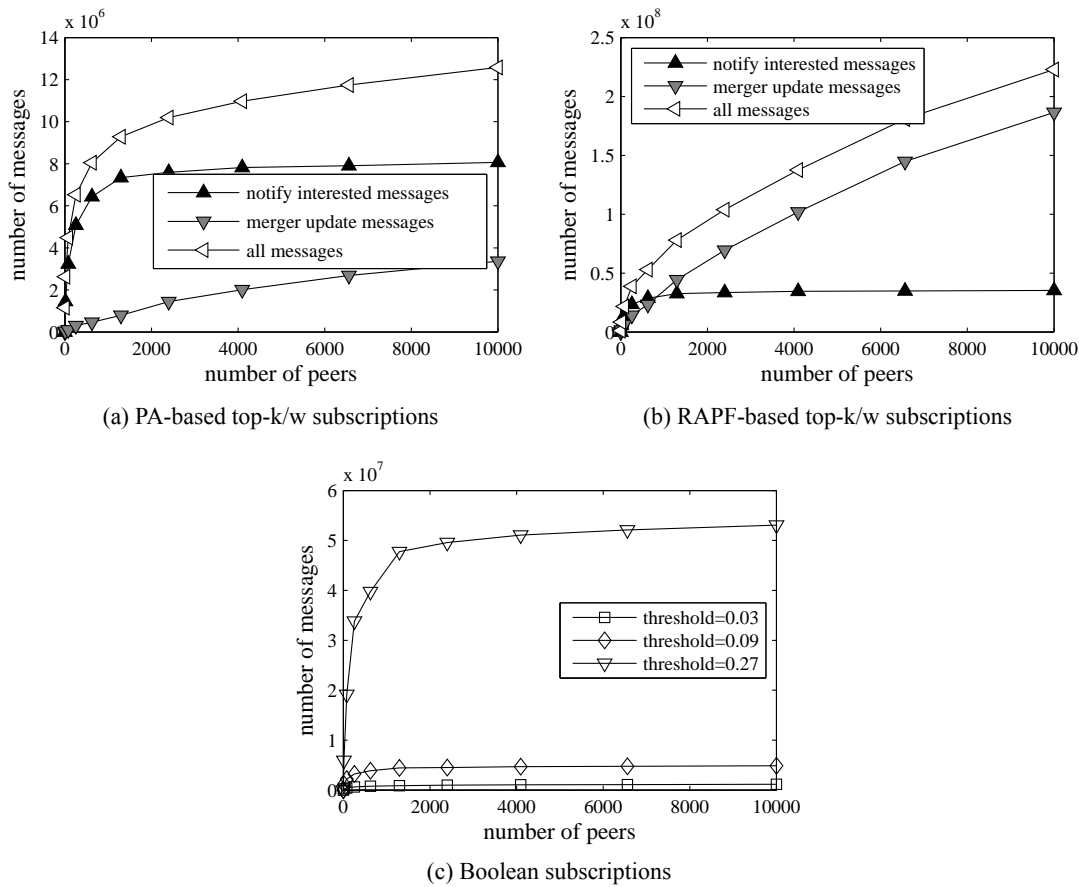 x 10^6
14
12
10
8
6
4
2
0
0 2000 4000 6000 8000 10000
number of messages
number of peers
notify interested messages
merger update messages
all messages
(a) PA-based top-k/w subscriptions
x 10^8
2.5
2
1.5
1
0.5
0
0 2000 4000 6000 8000 10000
number of messages
number of peers
notify interested messages
merger update messages
all messages
(b) RAPF-based top-k/w subscriptions
x 10^7
6
5
4
3
2
1
0
0 2000 4000 6000 8000 10000
number of messages
number of peers
threshold=0.03
threshold=0.09
threshold=0.27
(c) Boolean subscriptions